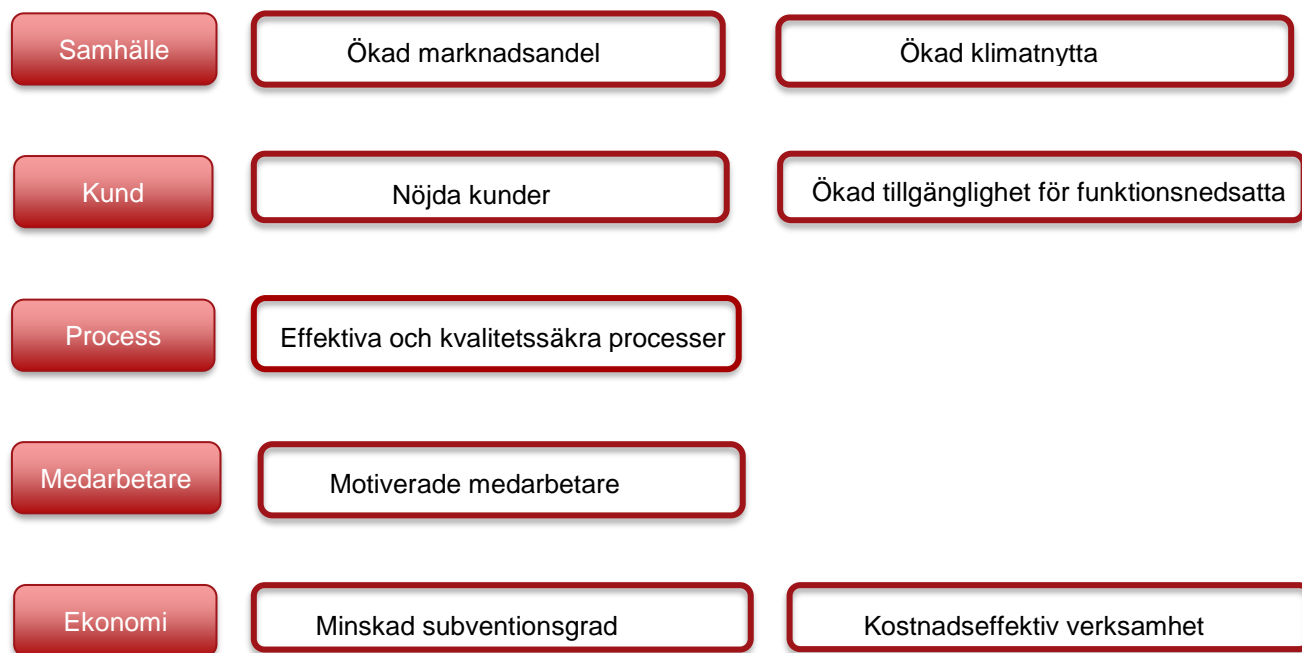 Samhälle
Ökad marknadsandel
Ökad klimatnytta
Kund
Nöjda kunder
Ökad tillgänglighet för funktionsnedsatta
Process
Effektiva och kvalitetssäkra processer
Medarbetare
Motiverade medarbetare
Ekonomi
Minskad subventionsgrad
Kostnadseffektiv verksamhet